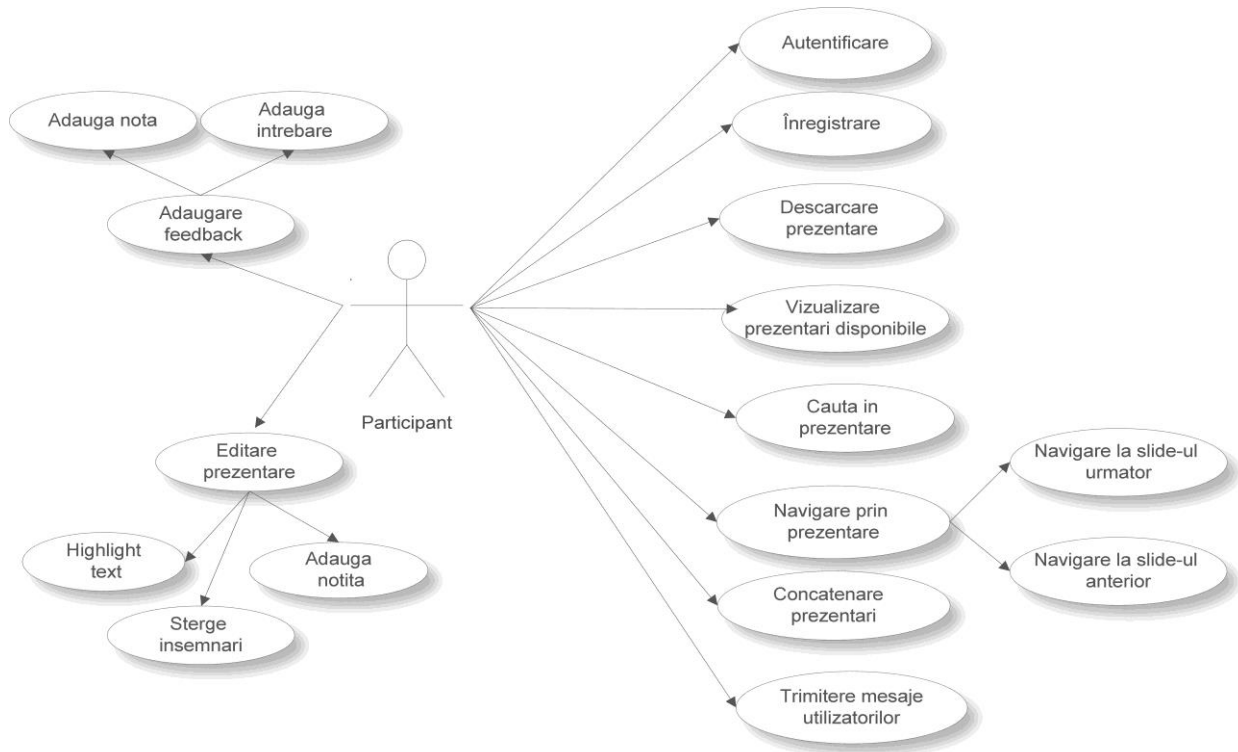 Autentificare
Înregistrare
Descarcare
prezentare
Vizualizare
prezentari disponibile
Cauta in
prezentare
Navigare prin
prezentare
Navigare la slide-ul
urmator
Navigare la slide-ul
anterior
Concatenare
prezentari
Trimitere mesaje
utilizatorilor
Adauga nota
Adauga
intrebare
Adaugare
feedback
Participant
Editare
prezentare
Highlight
text
Adauga
notita
Sterge
insemnari